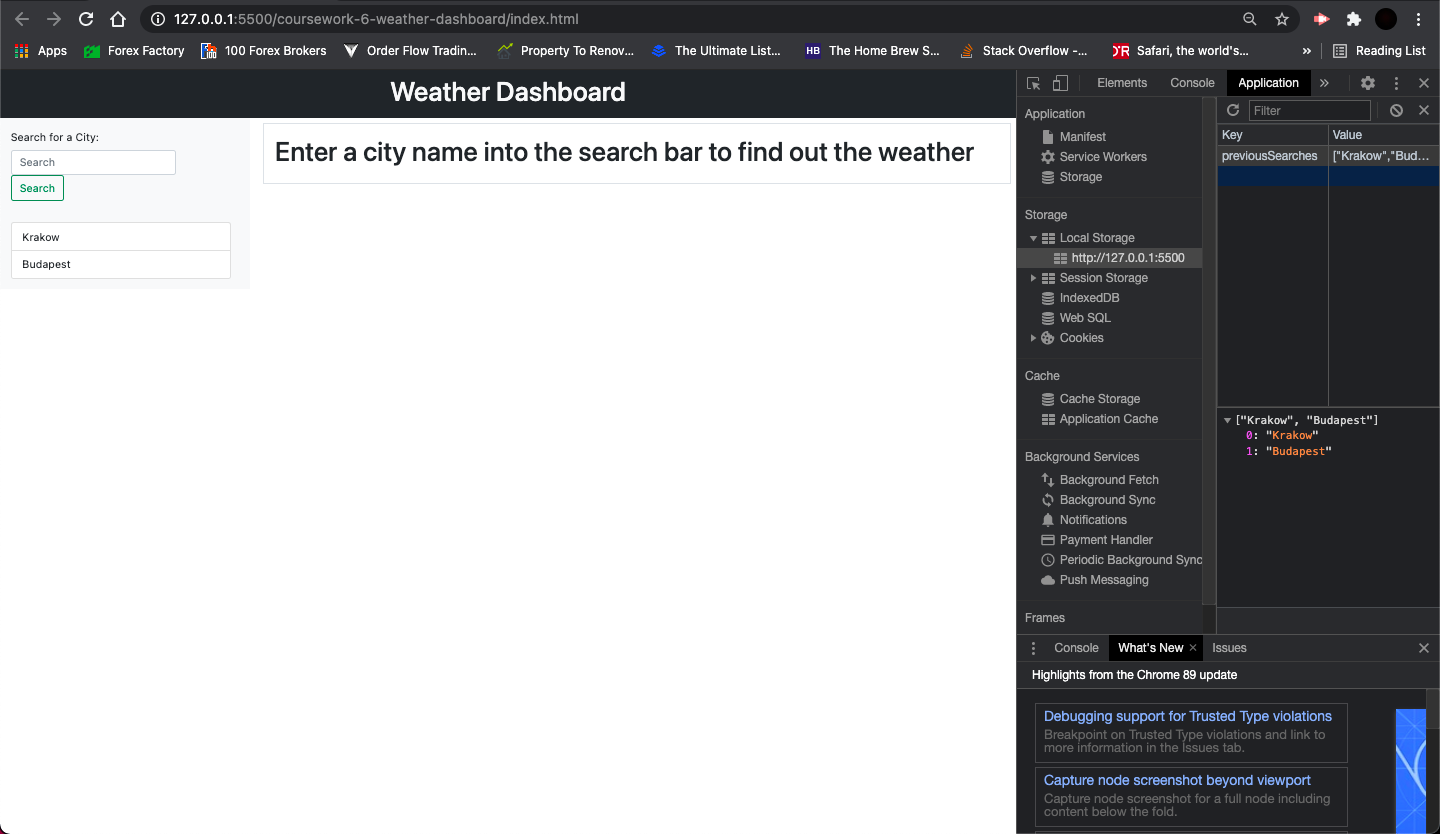 127.0.0.1:5500/coursework-6-weather-dashboard/index.html
Apps Forex Factory 100 Forex Brokers Order Flow Tradin... Property To Renov... The Ultimate List... HB The Home Brew S... Stack Overflow -... Safari, the world's... » Reading List
Weather Dashboard
Search for a City:
Search
Search
Krakow
Budapest
Enter a city name into the search bar to find out the weather
Elements Console Application »
Application
Manifest
Service Workers
Storage
Storage
Local Storage
http://127.0.0.1:5500
Session Storage
IndexedDB
Web SQL
Cookies
Cache
Cache Storage
Application Cache
Background Services
Background Fetch
Background Sync
Notifications
Payment Handler
Periodic Background Sync
Push Messaging
Frames
Filter
Key Value
previousSearches ["Krakow","Bud...
["Krakow", "Budapest"]
0: "Krakow"
1: "Budapest"
Console What's New Issues
Highlights from the Chrome 89 update
Debugging support for Trusted Type violations
Breakpoint on Trusted Type violations and link to
more information in the Issues tab.
Capture node screenshot beyond viewport
Capture node screenshot for a full node including
content below the fold.